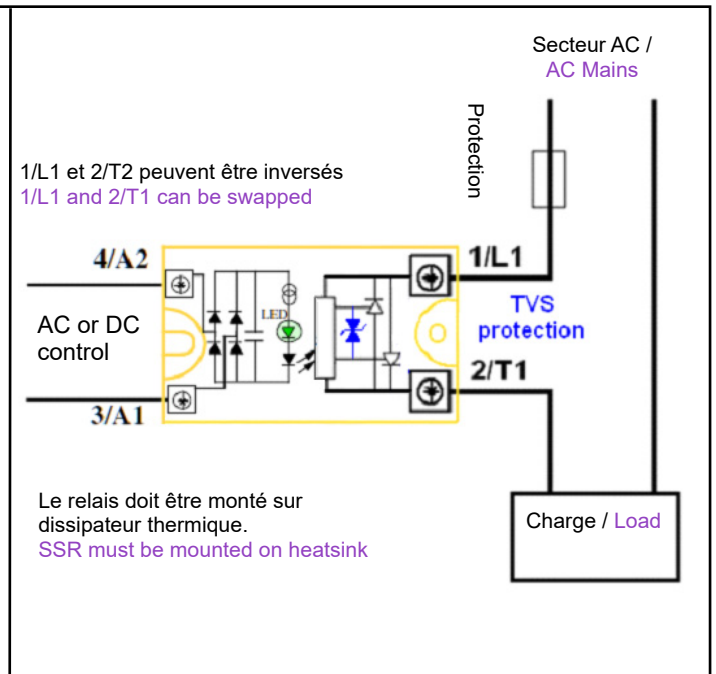 Secteur AC /
AC Mains
Protection
1/L1 et 2/T2 peuvent être inversés
1/L1 and 2/T1 can be swapped
4/A2
1/L1
LED
TVS
protection
AC or DC
control
2/T1
3/A1
Le relais doit être monté sur
dissipateur thermique.
SSR must be mounted on heatsink
Charge / Load